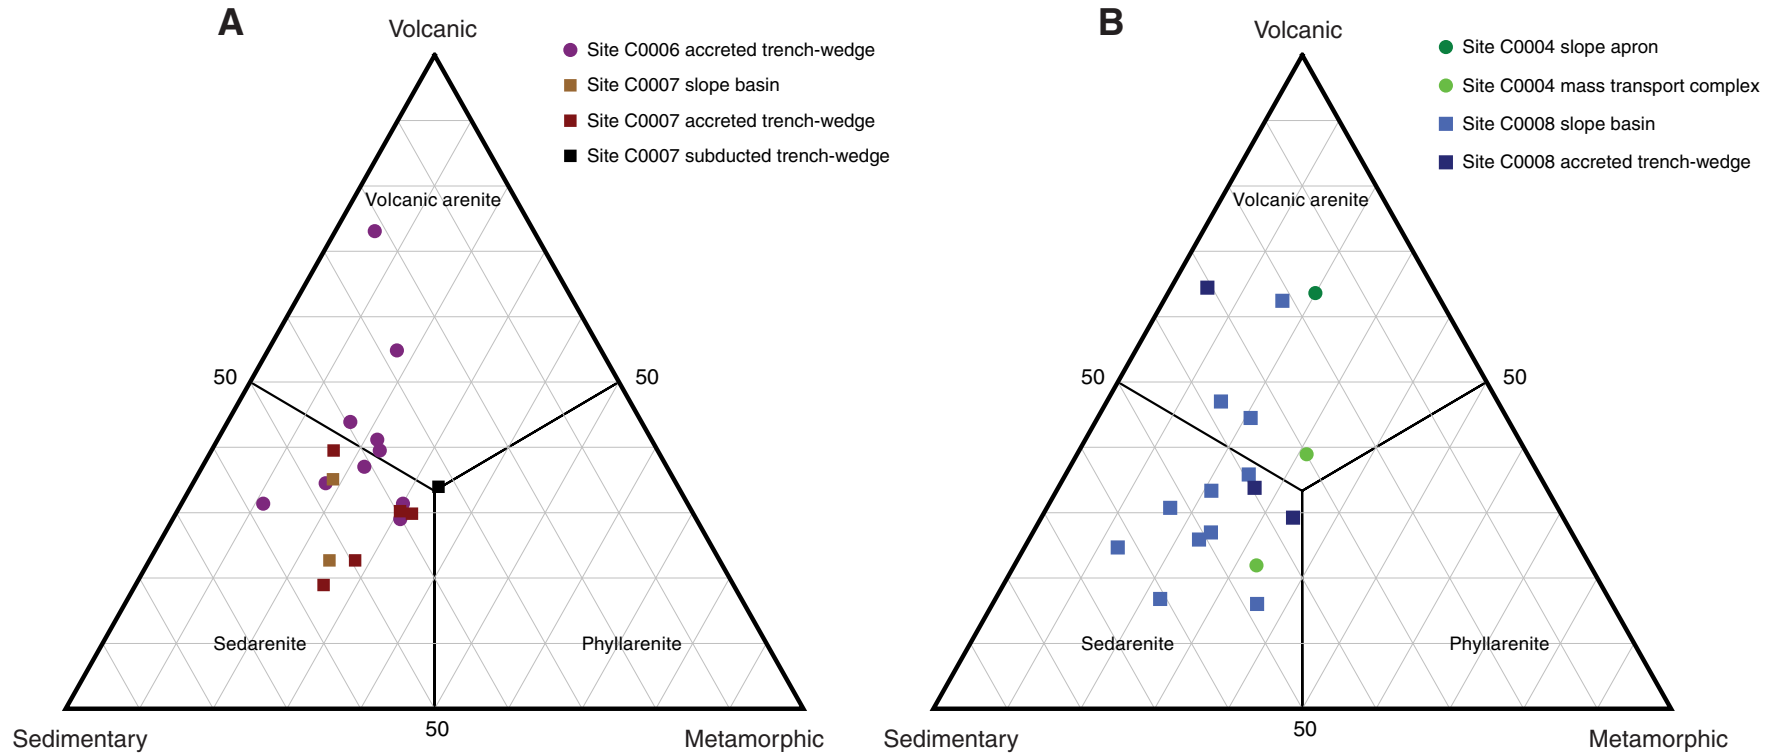 A
Volcanic
Site C0006 accreted trench-wedge
Site C0007 slope basin
Site C0007 accreted trench-wedge
Site C0007 subducted trench-wedge
Volcanic arenite
50
50
Sedarenite
Phyllarenite
50
Sedimentary
Metamorphic
B
Volcanic
Site C0004 slope apron
Site C0004 mass transport complex
Site C0008 slope basin
Site C0008 accreted trench-wedge
Volcanic arenite
50
50
Sedarenite
Phyllarenite
50
Sedimentary
Metamorphic